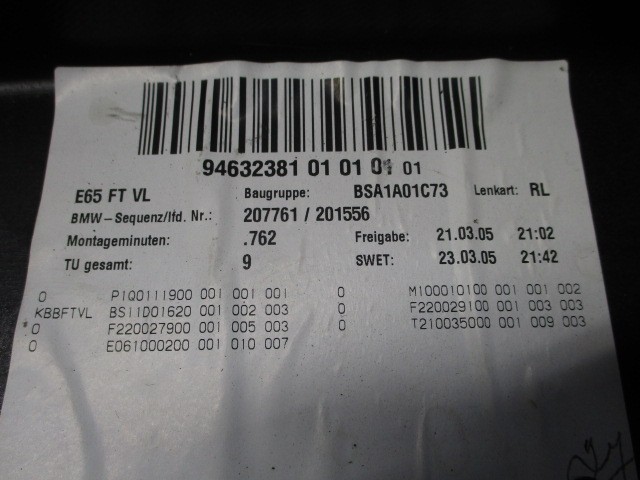 94632381 01 01 01 01
E65 FT VL Baugruppe: BSA1A01C73 Lenkart: RL
BMW-Sequenz/lfd. Nr.: 207761 / 201556
Montageminuten: .762 Freigabe: 21.03.05 21:02
TU gesamt: 9 SWET: 23.03.05 21:42
0 P1Q0111900 001 001 001 0 M100010100 001 001 002
KBBFTVL BS11D01620 001 002 003 0 F220029100 001 003 003
*0 F220027900 001 005 003 0 T210035000 001 009 003
0 E061000200 001 010 007